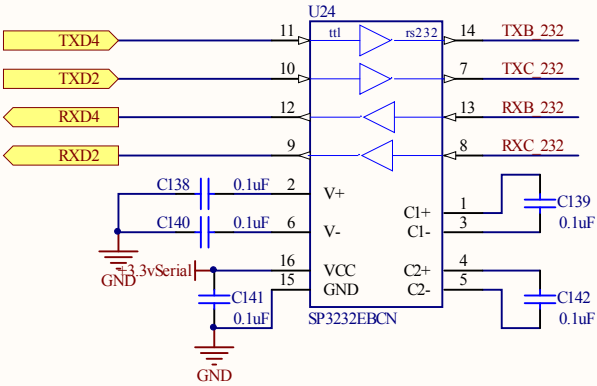 U24
TXD4 11 ttl rs232 14 TXB_232
TXD2 10 7 TXC_232
RXD4 12 13 RXB_232
RXD2 9 8 RXC_232
C138 0.1uF 2 V+
1 C1+ C139
C140 0.1uF 6 V- C1- 3 0.1uF
+3.3vSerial 16 VCC C2+ 4
GND 15 GND C2- 5
C141 C142
0.1uF SP3232EBCN 0.1uF
GND